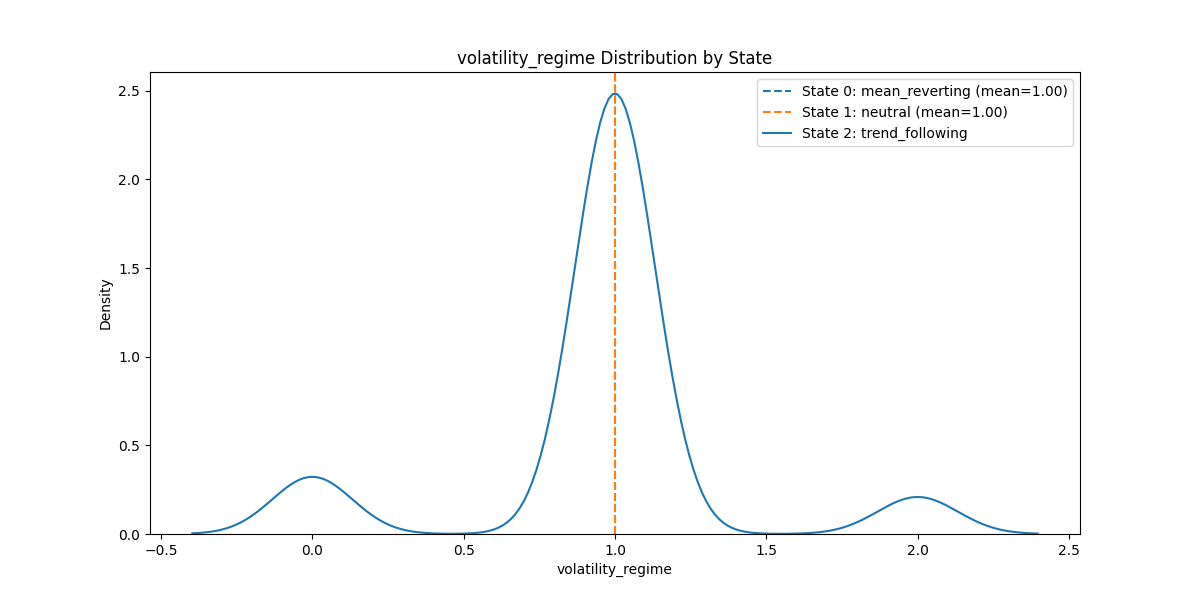 volatility_regime Distribution by State
State 0: mean_reverting (mean=1.00)
State 1: neutral (mean=1.00)
State 2: trend_following
Density
2.5
2.0
1.5
1.0
0.5
0.0
−0.5
0.0
0.5
1.0
1.5
2.0
2.5
volatility_regime